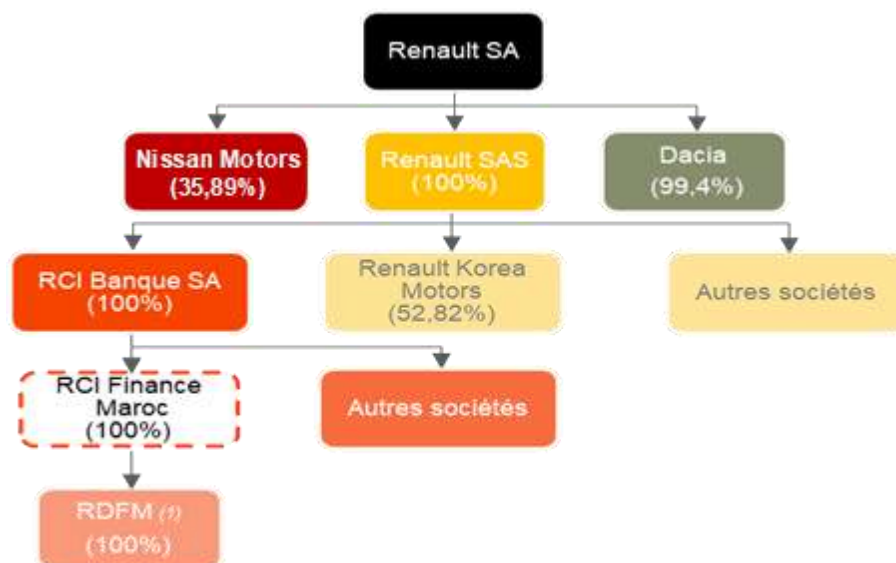 Renault SA
Nissan Motors
(35,89%)
Renault SAS
(100%)
Dacia
(99,4%)
RCI Banque SA
(100%)
Renault Korea
Motors
(52,82%)
Autres sociétés
RCI Finance
Maroc
(100%)
Autres sociétés
RDFM (1)
(100%)